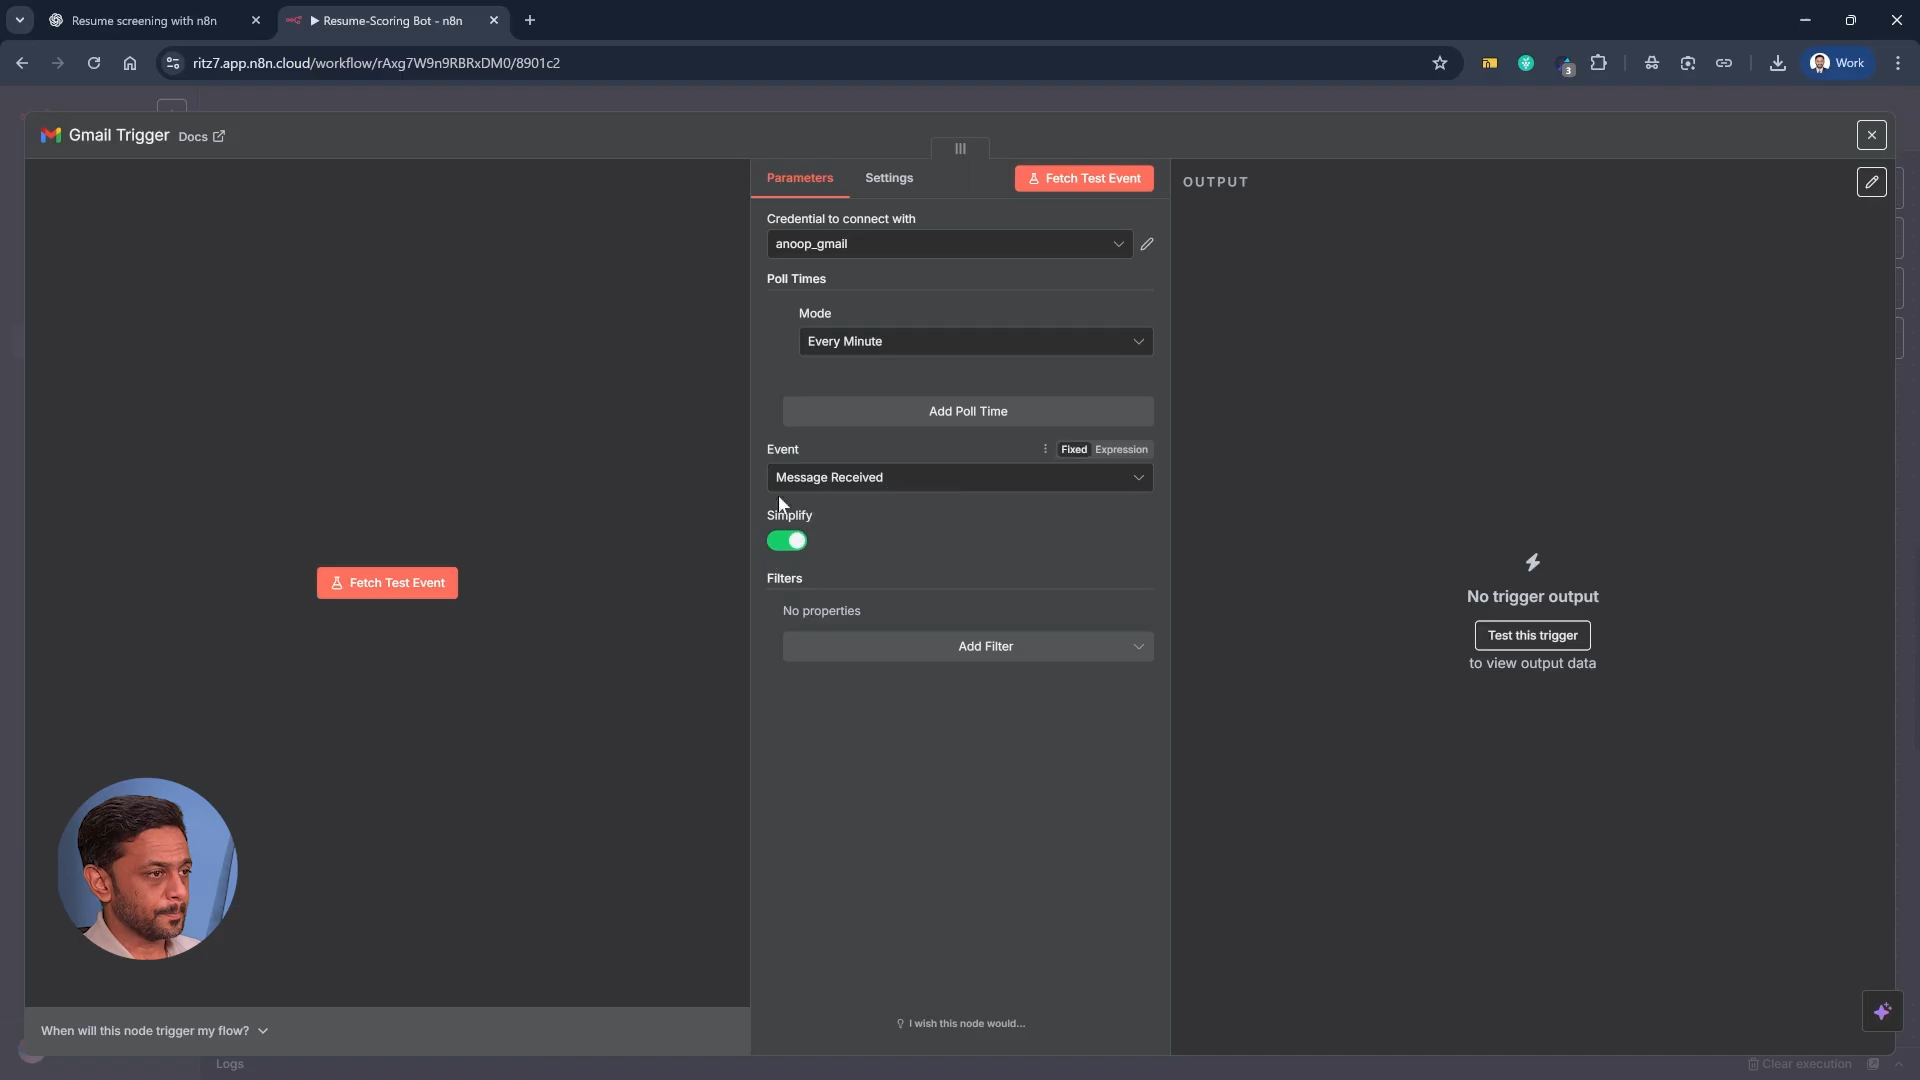 Resume screening with n8n
▶ Resume-Scoring Bot - n8n
ritz7.app.n8n.cloud/workflow/rAxg7W9n9RBRxDM0/8901c2
3
Work
Gmail Trigger
Docs
Parameters
Settings
Fetch Test Event
OUTPUT
Credential to connect with
anoop_gmail
Poll Times
Mode
Every Minute
Add Poll Time
Event
Fixed
Expression
Message Received
Simplify
Filters
No properties
Add Filter
Fetch Test Event
No trigger output
Test this trigger
to view output data
I wish this node would...
When will this node trigger my flow?
Logs
Clear execution